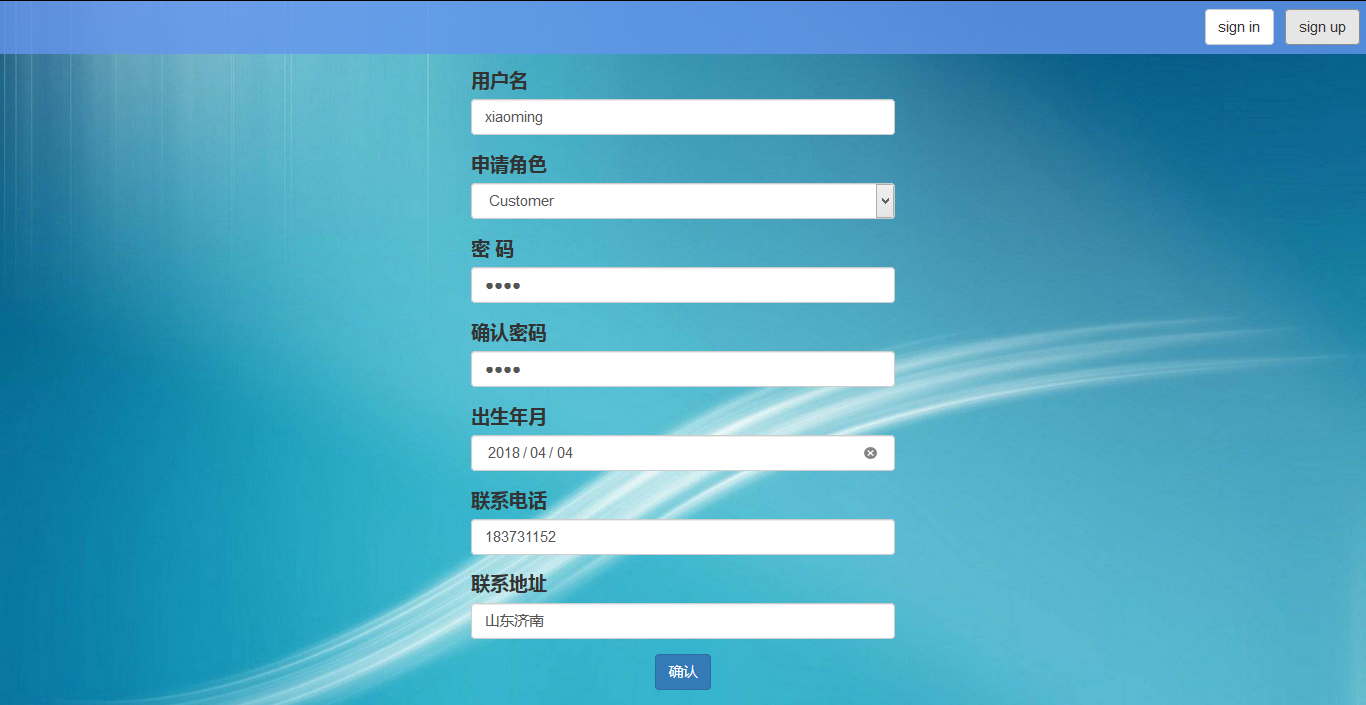 sign in sign up
用户名
xiaoming
申请角色
Customer
密 码
••••
确认密码
••••
出生年月
2018 / 04 / 04
联系电话
183731152
联系地址
山东济南
确认